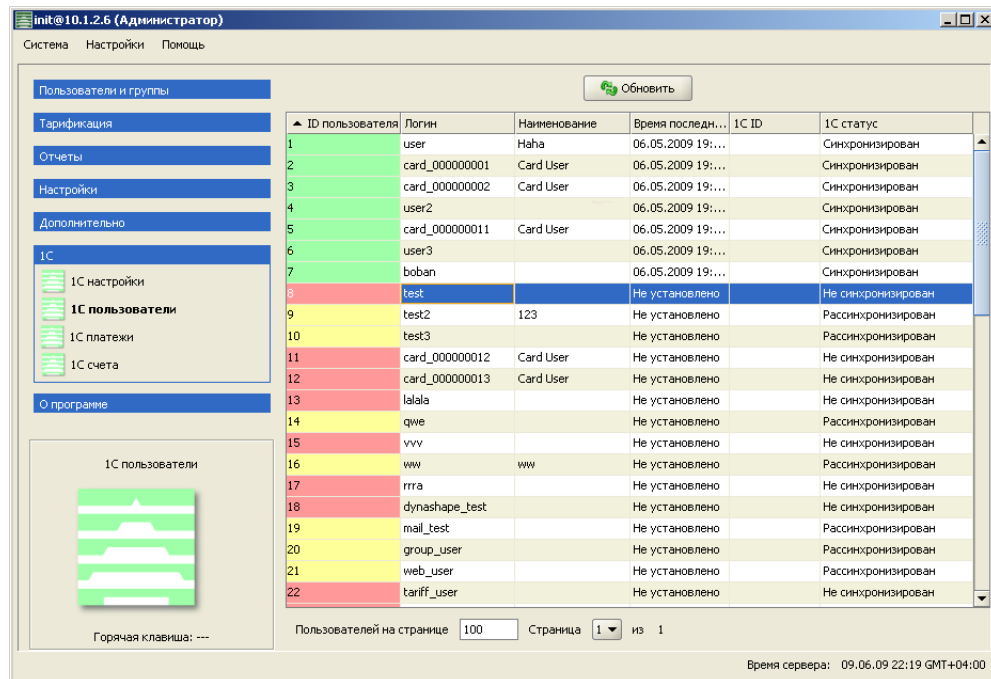 init@10.1.2.6 (Администратор)
Система Настройки Помощь
Пользователи и группы
Тарификация
Отчеты
Настройки
Дополнительно
1С
1С настройки
1С пользователи
1С платежи
1С счета
О программе
1С пользователи
Горячая клавиша: ---
Обновить
ID пользователя Логин Наименование Время последн... 1С ID 1С статус
1 user Haha 06.05.2009 19:... Синхронизирован
2 card_000000001 Card User 06.05.2009 19:... Синхронизирован
3 card_000000002 Card User 06.05.2009 19:... Синхронизирован
4 user2 06.05.2009 19:... Синхронизирован
5 card_000000011 Card User 06.05.2009 19:... Синхронизирован
6 user3 06.05.2009 19:... Синхронизирован
7 boban 06.05.2009 19:... Синхронизирован
8 test Не установлено Не синхронизирован
9 test2 123 Не установлено Рассинхронизирован
10 test3 Не установлено Рассинхронизирован
11 card_000000012 Card User Не установлено Не синхронизирован
12 card_000000013 Card User Не установлено Не синхронизирован
13 lalala Не установлено Не синхронизирован
14 qwe Не установлено Рассинхронизирован
15 vvv Не установлено Не синхронизирован
16 ww ww Не установлено Рассинхронизирован
17 rrra Не установлено Не синхронизирован
18 dynashape_test Не установлено Не синхронизирован
19 mail_test Не установлено Рассинхронизирован
20 group_user Не установлено Рассинхронизирован
21 web_user Не установлено Рассинхронизирован
22 tariff_user Не установлено Не синхронизирован
Пользователей на странице 100 Страница 1 из 1
Время сервера: 09.06.09 22:19 GMT+04:00